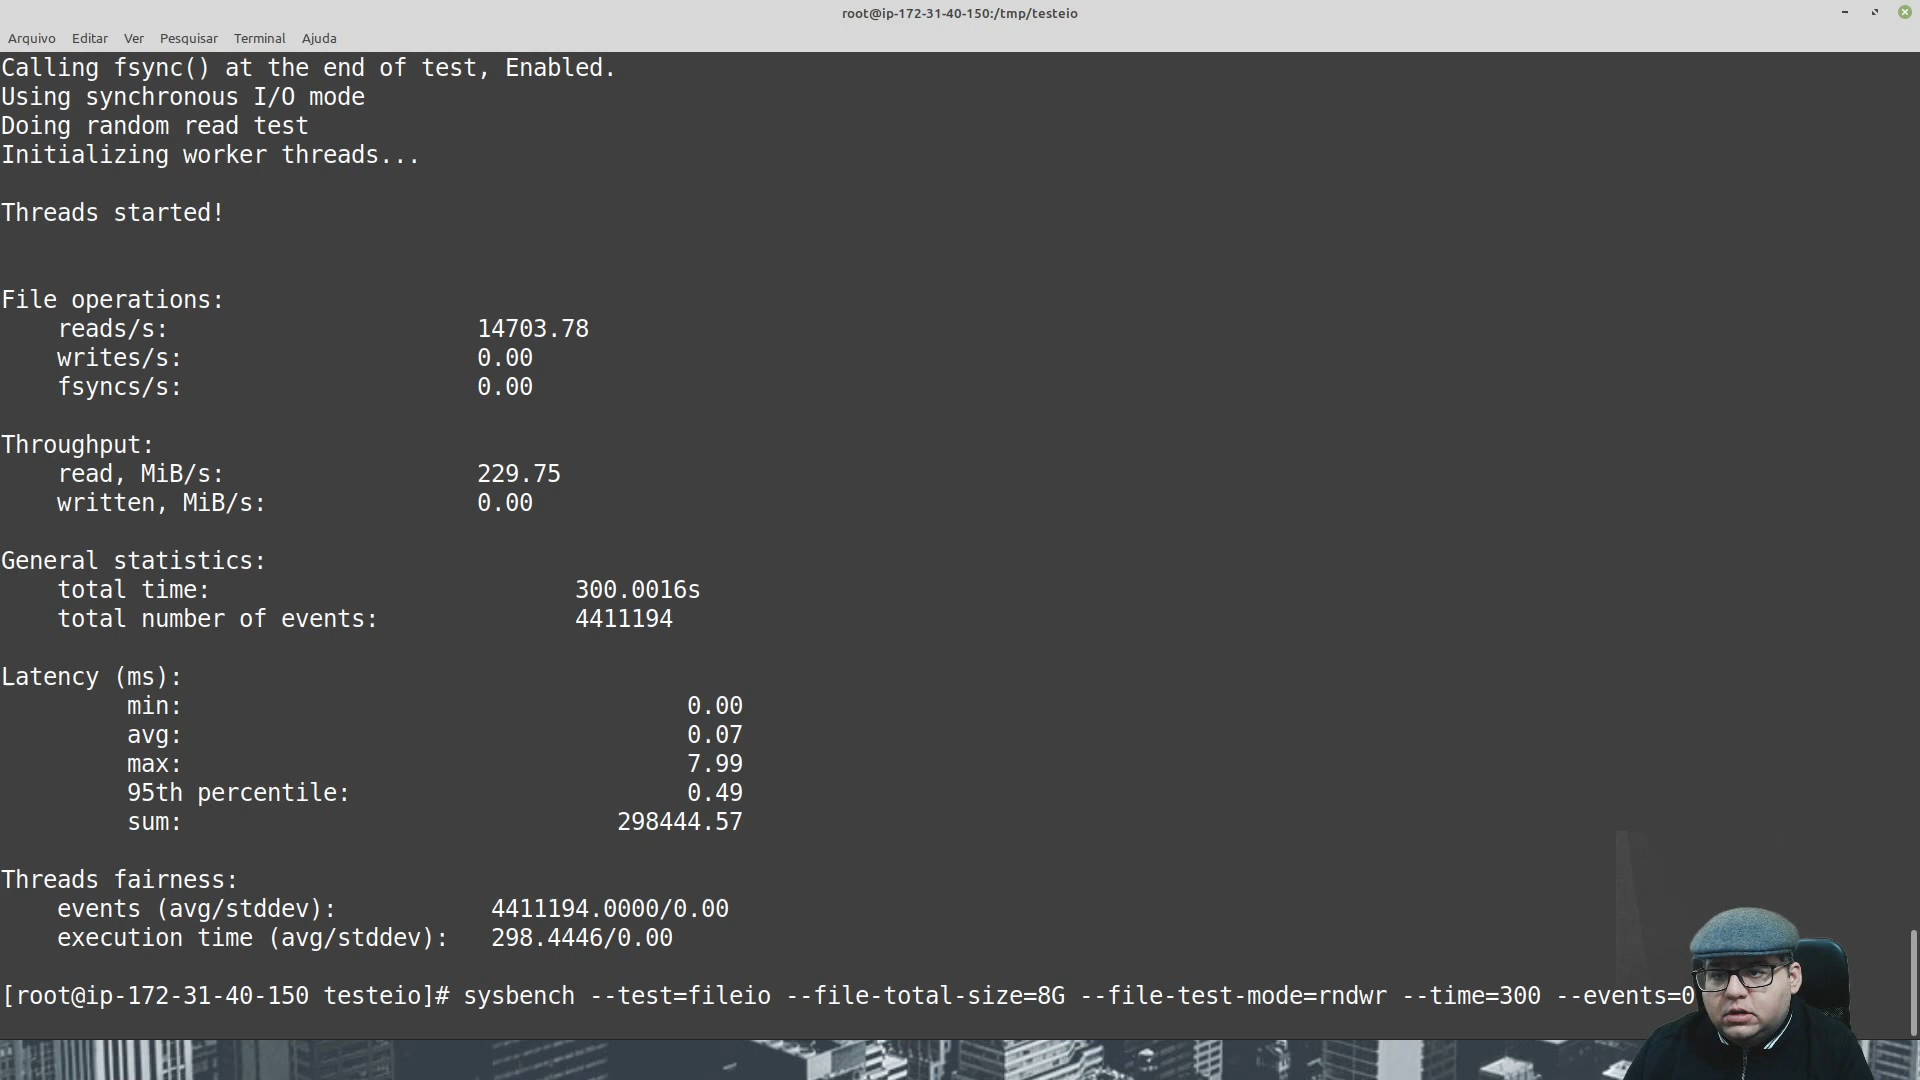 root@ip-172-31-40-150:/tmp/testeio
Arquivo Editar Ver Pesquisar Terminal Ajuda
Calling fsync() at the end of test, Enabled.
Using synchronous I/O mode
Doing random read test
Initializing worker threads...
Threads started!
File operations:
reads/s: 14703.78
writes/s: 0.00
fsyncs/s: 0.00
Throughput:
read, MiB/s: 229.75
written, MiB/s: 0.00
General statistics:
total time: 300.0016s
total number of events: 4411194
Latency (ms):
min: 0.00
avg: 0.07
max: 7.99
95th percentile: 0.49
sum: 298444.57
Threads fairness:
events (avg/stddev): 4411194.0000/0.00
execution time (avg/stddev): 298.4446/0.00
[root@ip-172-31-40-150 testeio]# sysbench --test=fileio --file-total-size=8G --file-test-mode=rndwr --time=300 --events=0